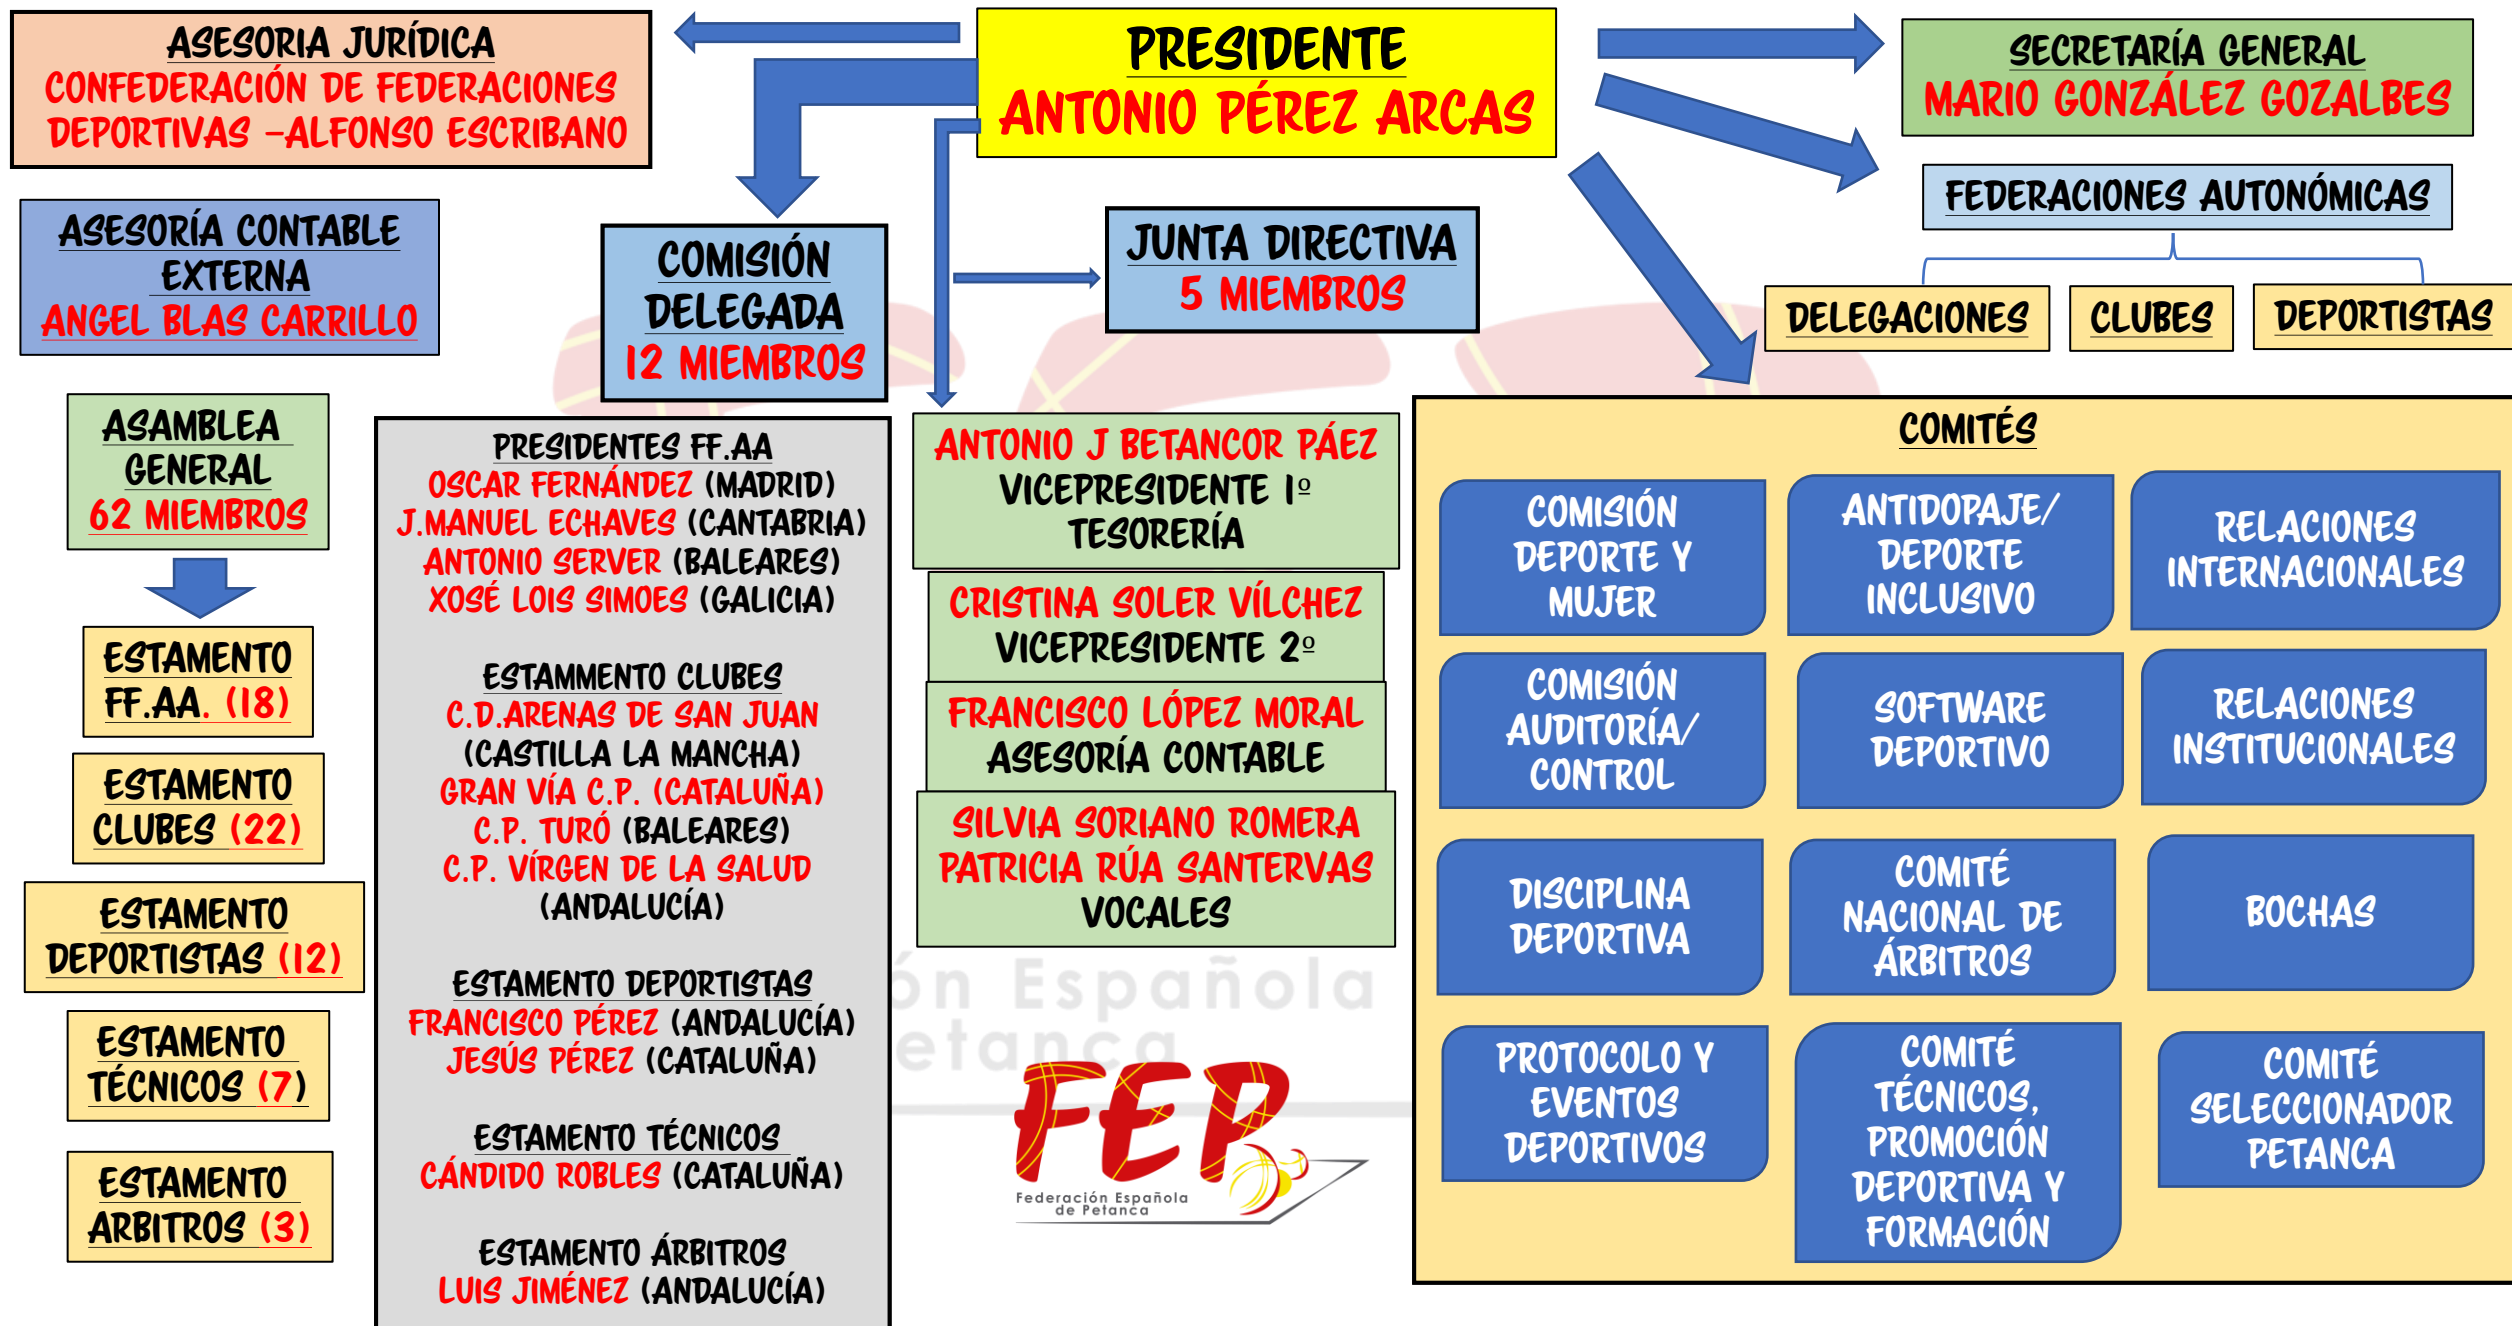 ASESORIA JURÍDICA
CONFEDERACIÓN DE FEDERACIONES
DEPORTIVAS –ALFONSO ESCRIBANO
PRESIDENTE
ANTONIO PÉREZ ARCAS
SECRETARÍA GENERAL
MARIO GONZÁLEZ GOZALBES
FEDERACIONES AUTONÓMICAS
DELEGACIONES
CLUBES
DEPORTISTAS
ASESORÍA CONTABLE
EXTERNA
ANGEL BLAS CARRILLO
COMISIÓN
DELEGADA
12 MIEMBROS
JUNTA DIRECTIVA
5 MIEMBROS
ASAMBLEA
GENERAL
62 MIEMBROS
ESTAMENTO
FF.AA. (18)
ESTAMENTO
CLUBES (22)
ESTAMENTO
DEPORTISTAS (12)
ESTAMENTO
TÉCNICOS (7)
ESTAMENTO
ARBITROS (3)
PRESIDENTES FF.AA
OSCAR FERNÁNDEZ (MADRID)
J.MANUEL ECHAVES (CANTABRIA)
ANTONIO SERVER (BALEARES)
XOSÉ LOIS SIMOES (GALICIA)
ESTAMMENTO CLUBES
C.D.ARENAS DE SAN JUAN
(CASTILLA LA MANCHA)
GRAN VÍA C.P. (CATALUÑA)
C.P. TURÓ (BALEARES)
C.P. VÍRGEN DE LA SALUD
(ANDALUCÍA)
ESTAMENTO DEPORTISTAS
FRANCISCO PÉREZ (ANDALUCÍA)
JESÚS PÉREZ (CATALUÑA)
ESTAMENTO TÉCNICOS
CÁNDIDO ROBLES (CATALUÑA)
ESTAMENTO ÁRBITROS
LUIS JIMÉNEZ (ANDALUCÍA)
ANTONIO J BETANCOR PÁEZ
VICEPRESIDENTE 1º
TESORERÍA
CRISTINA SOLER VÍLCHEZ
VICEPRESIDENTE 2º
FRANCISCO LÓPEZ MORAL
ASESORÍA CONTABLE
SILVIA SORIANO ROMERA
PATRICIA RÚA SANTERVAS
VOCALES
ón Española
etanca
FEP
Federación Española
de Petanca
COMITÉS
COMISIÓN
DEPORTE Y
MUJER
ANTIDOPAJE/
DEPORTE
INCLUSIVO
RELACIONES
INTERNACIONALES
COMISIÓN
AUDITORÍA/
CONTROL
SOFTWARE
DEPORTIVO
RELACIONES
INSTITUCIONALES
DISCIPLINA
DEPORTIVA
COMITÉ
NACIONAL DE
ÁRBITROS
BOCHAS
PROTOCOLO Y
EVENTOS
DEPORTIVOS
COMITÉ
TÉCNICOS,
PROMOCIÓN
DEPORTIVA Y
FORMACIÓN
COMITÉ
SELECCIONADOR
PETANCA